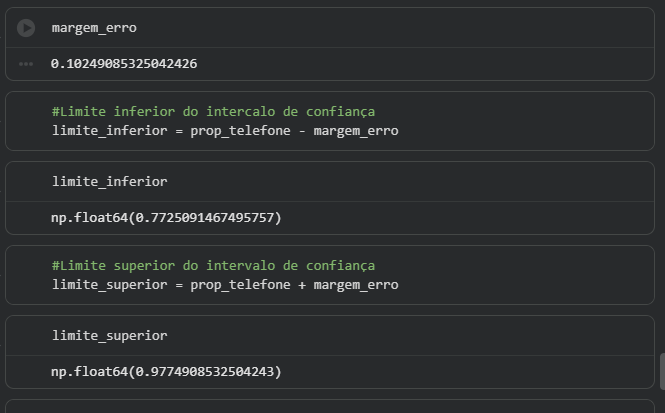 margem_erro
0.10249085325042426
#Limite inferior do intercalo de confiança
limite_inferior = prop_telefone - margem_erro
limite_inferior
np.float64(0.7725091467495757)
#Limite superior do intervalo de confiança
limite_superior = prop_telefone + margem_erro
limite_superior
np.float64(0.9774908532504243)